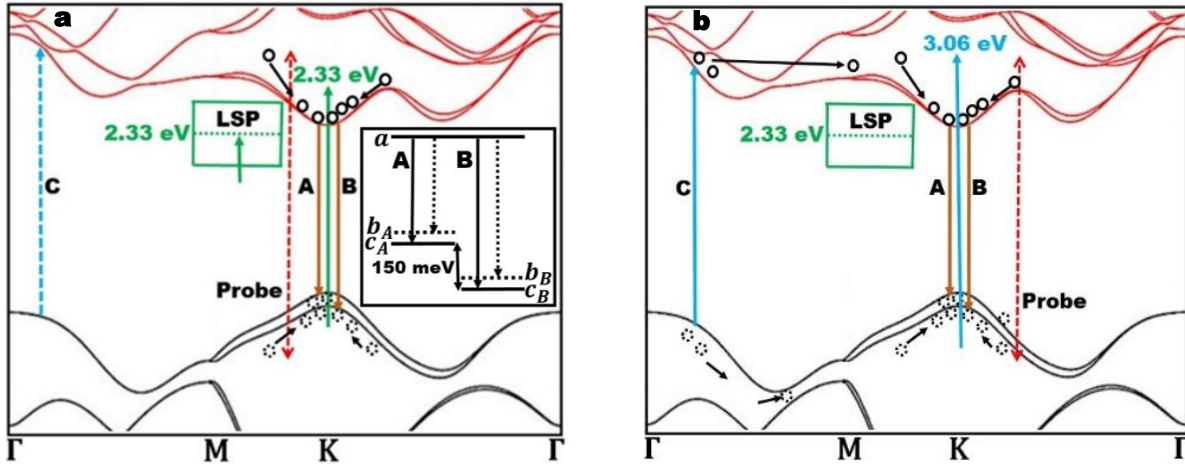 a
2.33 eV
LSP
2.33 eV
C
A
B
Probe
a
A
B
b_A
c_A
150 meV
b_B
c_B
Γ M K Γ
b
3.06 eV
LSP
2.33 eV
C
A
B
Probe
Γ M K Γ